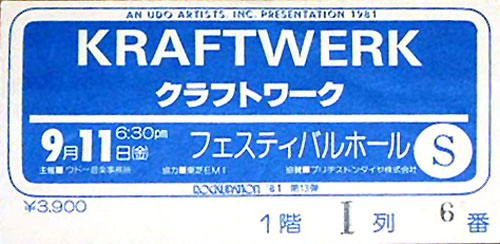 AN UDO ARTISTS, INC. PRESENTATION 1981
KRAFTWERK
クラフトワーク
9月11日(金) 6:30pm フェスティバルホール S
主催■ウドー音楽事務所 協力■東芝EMI 協賛■ブリヂストンタイヤ株式会社
ROCKUPATION 81 第13弾
¥3,900
1階 I 列 6 番